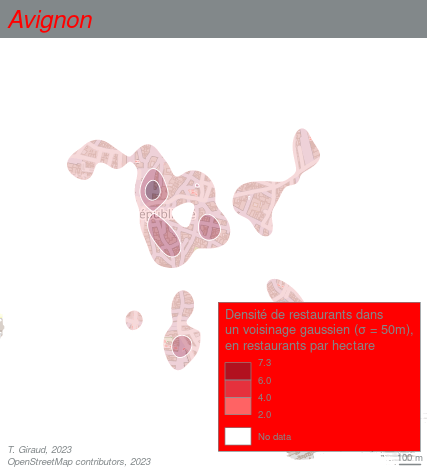 Avignon
Densité de restaurants dans
un voisinage gaussien (σ = 50m),
en restaurants par hectare
7.3
6.0
4.0
2.0
No data
T. Giraud, 2023
OpenStreetMap contributors, 2023
100 m